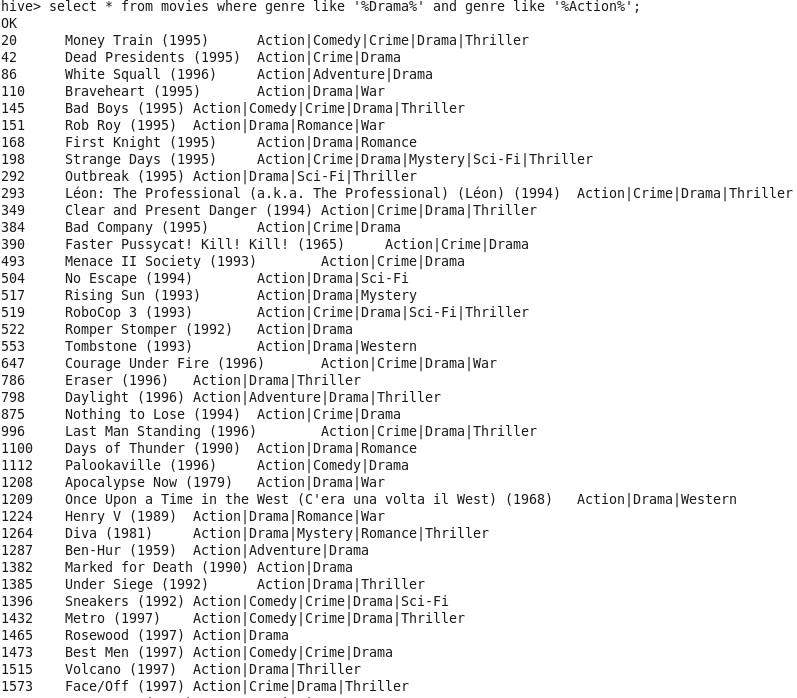 hive> select * from movies where genre like '%Drama%' and genre like '%Action%';
OK
20 Money Train (1995) Action|Comedy|Crime|Drama|Thriller
42 Dead Presidents (1995) Action|Crime|Drama
86 White Squall (1996) Action|Adventure|Drama
110 Braveheart (1995) Action|Drama|War
145 Bad Boys (1995) Action|Comedy|Crime|Drama|Thriller
151 Rob Roy (1995) Action|Drama|Romance|War
168 First Knight (1995) Action|Drama|Romance
198 Strange Days (1995) Action|Crime|Drama|Mystery|Sci-Fi|Thriller
292 Outbreak (1995) Action|Drama|Sci-Fi|Thriller
293 Léon: The Professional (a.k.a. The Professional) (Léon) (1994) Action|Crime|Drama|Thriller
349 Clear and Present Danger (1994) Action|Crime|Drama|Thriller
384 Bad Company (1995) Action|Crime|Drama
390 Faster Pussycat! Kill! Kill! (1965) Action|Crime|Drama
493 Menace II Society (1993) Action|Crime|Drama
504 No Escape (1994) Action|Drama|Sci-Fi
517 Rising Sun (1993) Action|Drama|Mystery
519 RoboCop 3 (1993) Action|Crime|Drama|Sci-Fi|Thriller
522 Romper Stomper (1992) Action|Drama
553 Tombstone (1993) Action|Drama|Western
647 Courage Under Fire (1996) Action|Crime|Drama|War
786 Eraser (1996) Action|Drama|Thriller
798 Daylight (1996) Action|Adventure|Drama|Thriller
875 Nothing to Lose (1994) Action|Crime|Drama
996 Last Man Standing (1996) Action|Crime|Drama|Thriller
1100 Days of Thunder (1990) Action|Drama|Romance
1112 Palookaville (1996) Action|Comedy|Drama
1208 Apocalypse Now (1979) Action|Drama|War
1209 Once Upon a Time in the West (C'era una volta il West) (1968) Action|Drama|Western
1224 Henry V (1989) Action|Drama|Romance|War
1264 Diva (1981) Action|Drama|Mystery|Romance|Thriller
1287 Ben-Hur (1959) Action|Adventure|Drama
1382 Marked for Death (1990) Action|Drama
1385 Under Siege (1992) Action|Drama|Thriller
1396 Sneakers (1992) Action|Comedy|Crime|Drama|Sci-Fi
1432 Metro (1997) Action|Comedy|Crime|Drama|Thriller
1465 Rosewood (1997) Action|Drama
1473 Best Men (1997) Action|Comedy|Crime|Drama
1515 Volcano (1997) Action|Drama|Thriller
1573 Face/Off (1997) Action|Crime|Drama|Thriller